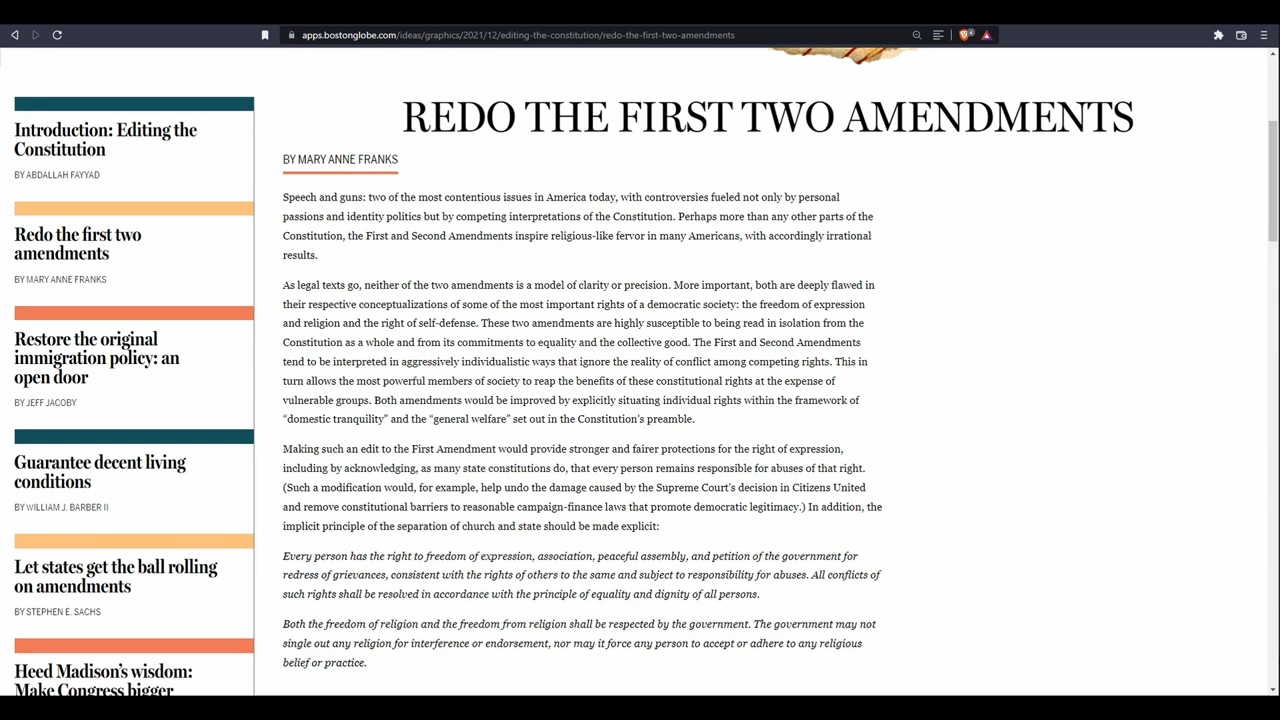 apps.bostonglobe.com/ideas/graphics/2021/12/editing-the-constitution/redo-the-first-two-amendments
4
Introduction: Editing the
Constitution
BY ABDALLAH FAYYAD
Redo the first two
amendments
BY MARY ANNE FRANKS
Restore the original
immigration policy: an
open door
BY JEFF JACOBY
Guarantee decent living
conditions
BY WILLIAM J. BARBER II
Let states get the ball rolling
on amendments
BY STEPHEN E. SACHS
Heed Madison's wisdom:
Make Congress bigger
REDO THE FIRST TWO AMENDMENTS
BY MARY ANNE FRANKS
Speech and guns: two of the most contentious issues in America today, with controversies fueled not only by personal
passions and identity politics but by competing interpretations of the Constitution. Perhaps more than any other parts of the
Constitution, the First and Second Amendments inspire religious-like fervor in many Americans, with accordingly irrational
results.
As legal texts go, neither of the two amendments is a model of clarity or precision. More important, both are deeply flawed in
their respective conceptualizations of some of the most important rights of a democratic society: the freedom of expression
and religion and the right of self-defense. These two amendments are highly susceptible to being read in isolation from the
Constitution as a whole and from its commitments to equality and the collective good. The First and Second Amendments
tend to be interpreted in aggressively individualistic ways that ignore the reality of conflict among competing rights. This in
turn allows the most powerful members of society to reap the benefits of these constitutional rights at the expense of
vulnerable groups. Both amendments would be improved by explicitly situating individual rights within the framework of
“domestic tranquility” and the “general welfare” set out in the Constitution's preamble.
Making such an edit to the First Amendment would provide stronger and fairer protections for the right of expression,
including by acknowledging, as many state constitutions do, that every person remains responsible for abuses of that right.
(Such a modification would, for example, help undo the damage caused by the Supreme Court's decision in Citizens United
and remove constitutional barriers to reasonable campaign-finance laws that promote democratic legitimacy.) In addition, the
implicit principle of the separation of church and state should be made explicit:
Every person has the right to freedom of expression, association, peaceful assembly, and petition of the government for
redress of grievances, consistent with the rights of others to the same and subject to responsibility for abuses. All conflicts of
such rights shall be resolved in accordance with the principle of equality and dignity of all persons.
Both the freedom of religion and the freedom from religion shall be respected by the government. The government may not
single out any religion for interference or endorsement, nor may it force any person to accept or adhere to any religious
belief or practice.